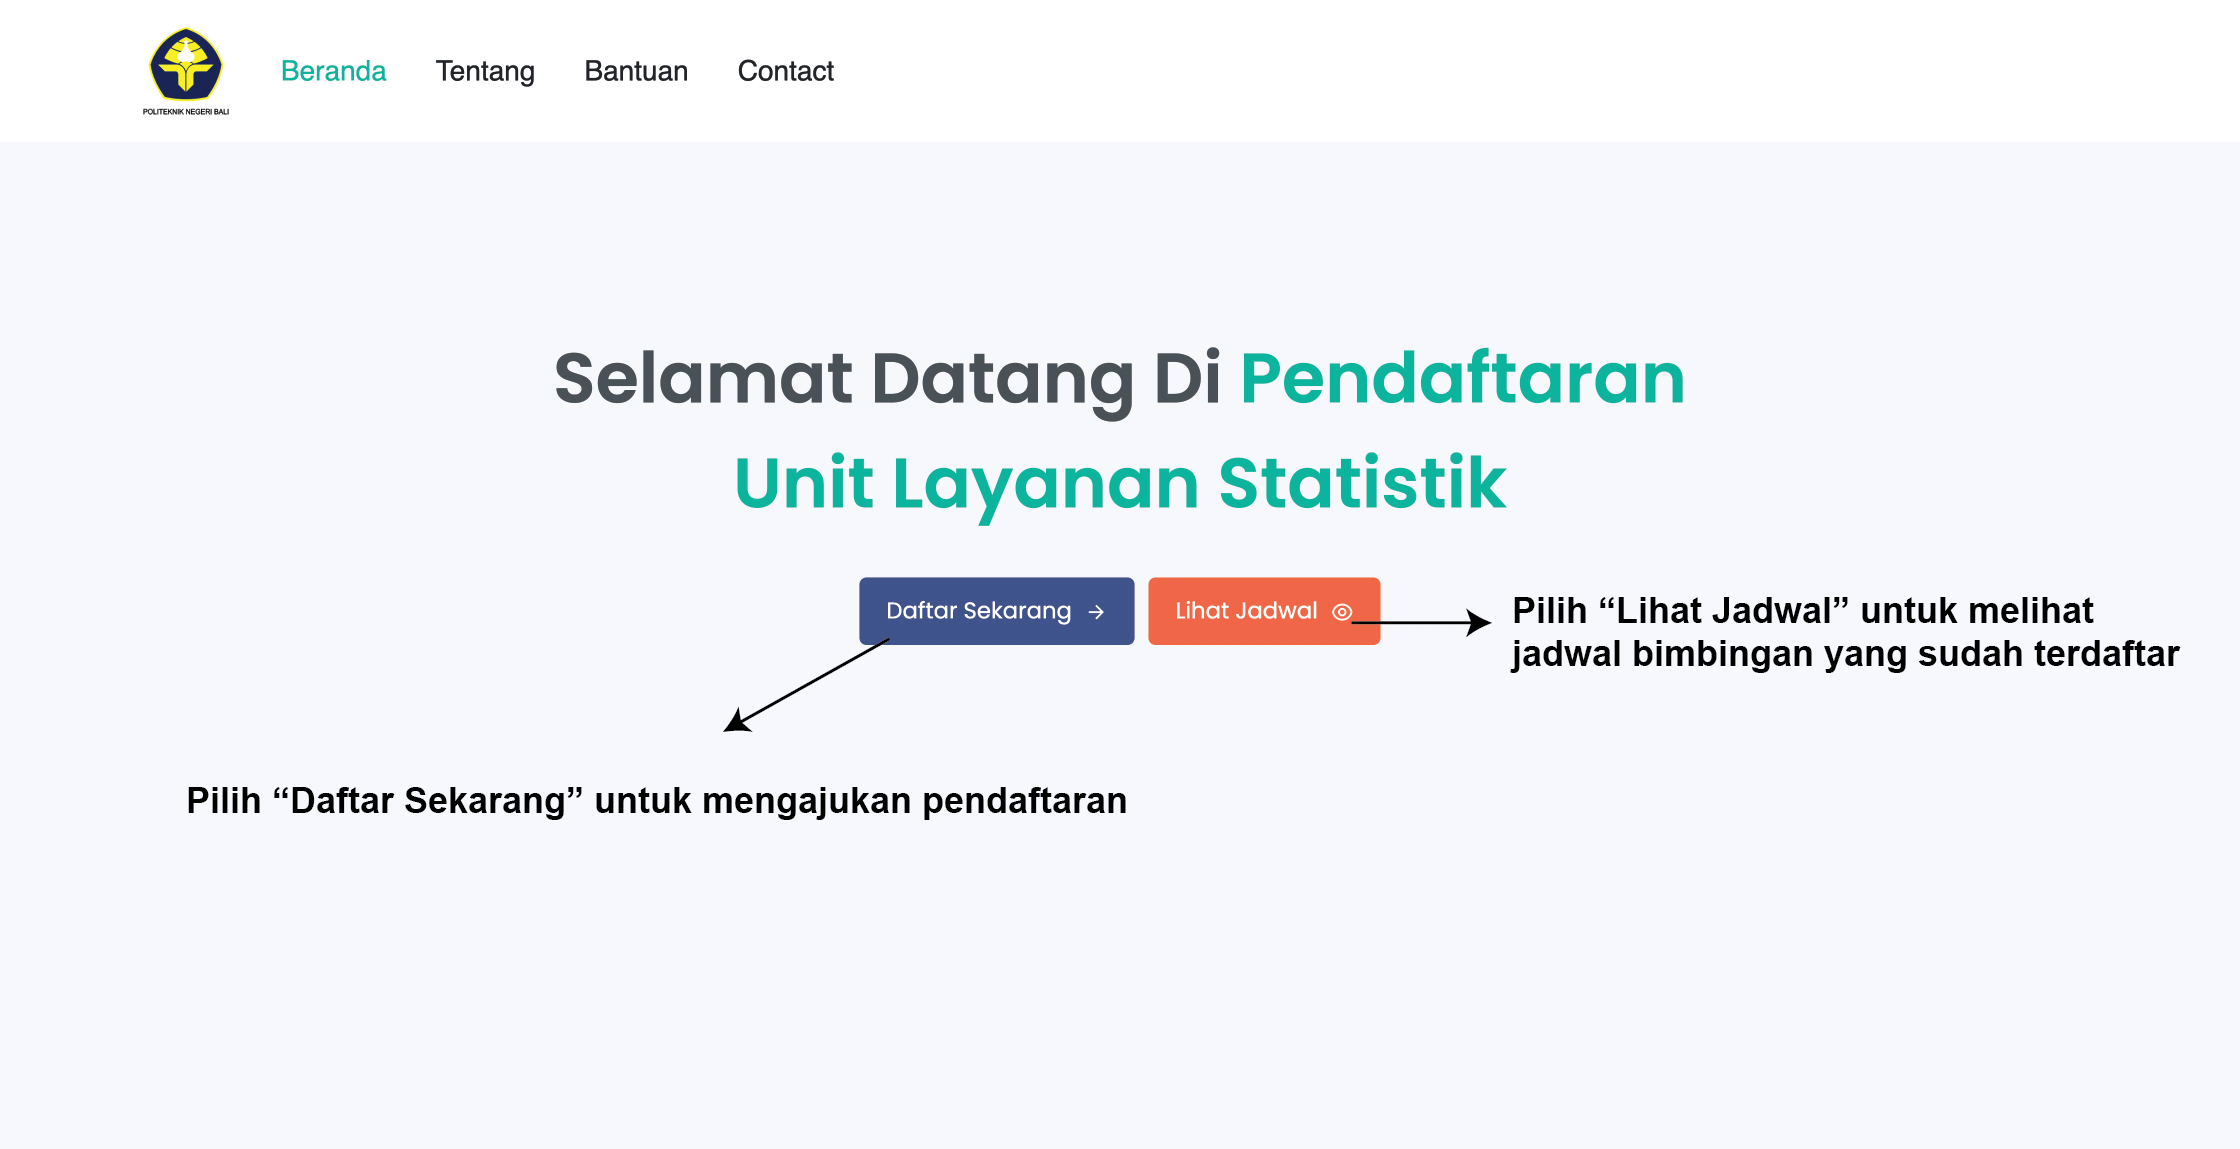 POLITEKNIK NEGERI BALI
Beranda
Tentang
Bantuan
Contact
Selamat Datang Di Pendaftaran
Unit Layanan Statistik
Daftar Sekarang
Lihat Jadwal
Pilih “Lihat Jadwal” untuk melihat
jadwal bimbingan yang sudah terdaftar
Pilih “Daftar Sekarang” untuk mengajukan pendaftaran